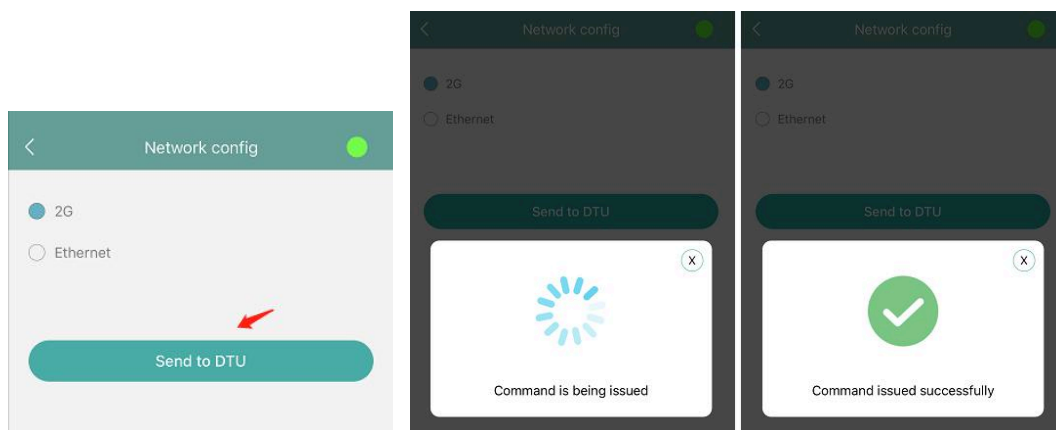 Network config
2G
Ethernet
Send to DTU
Network config
2G
Ethernet
Send to DTU
X
Command is being issued
Network config
2G
Ethernet
Send to DTU
X
Command issued successfully